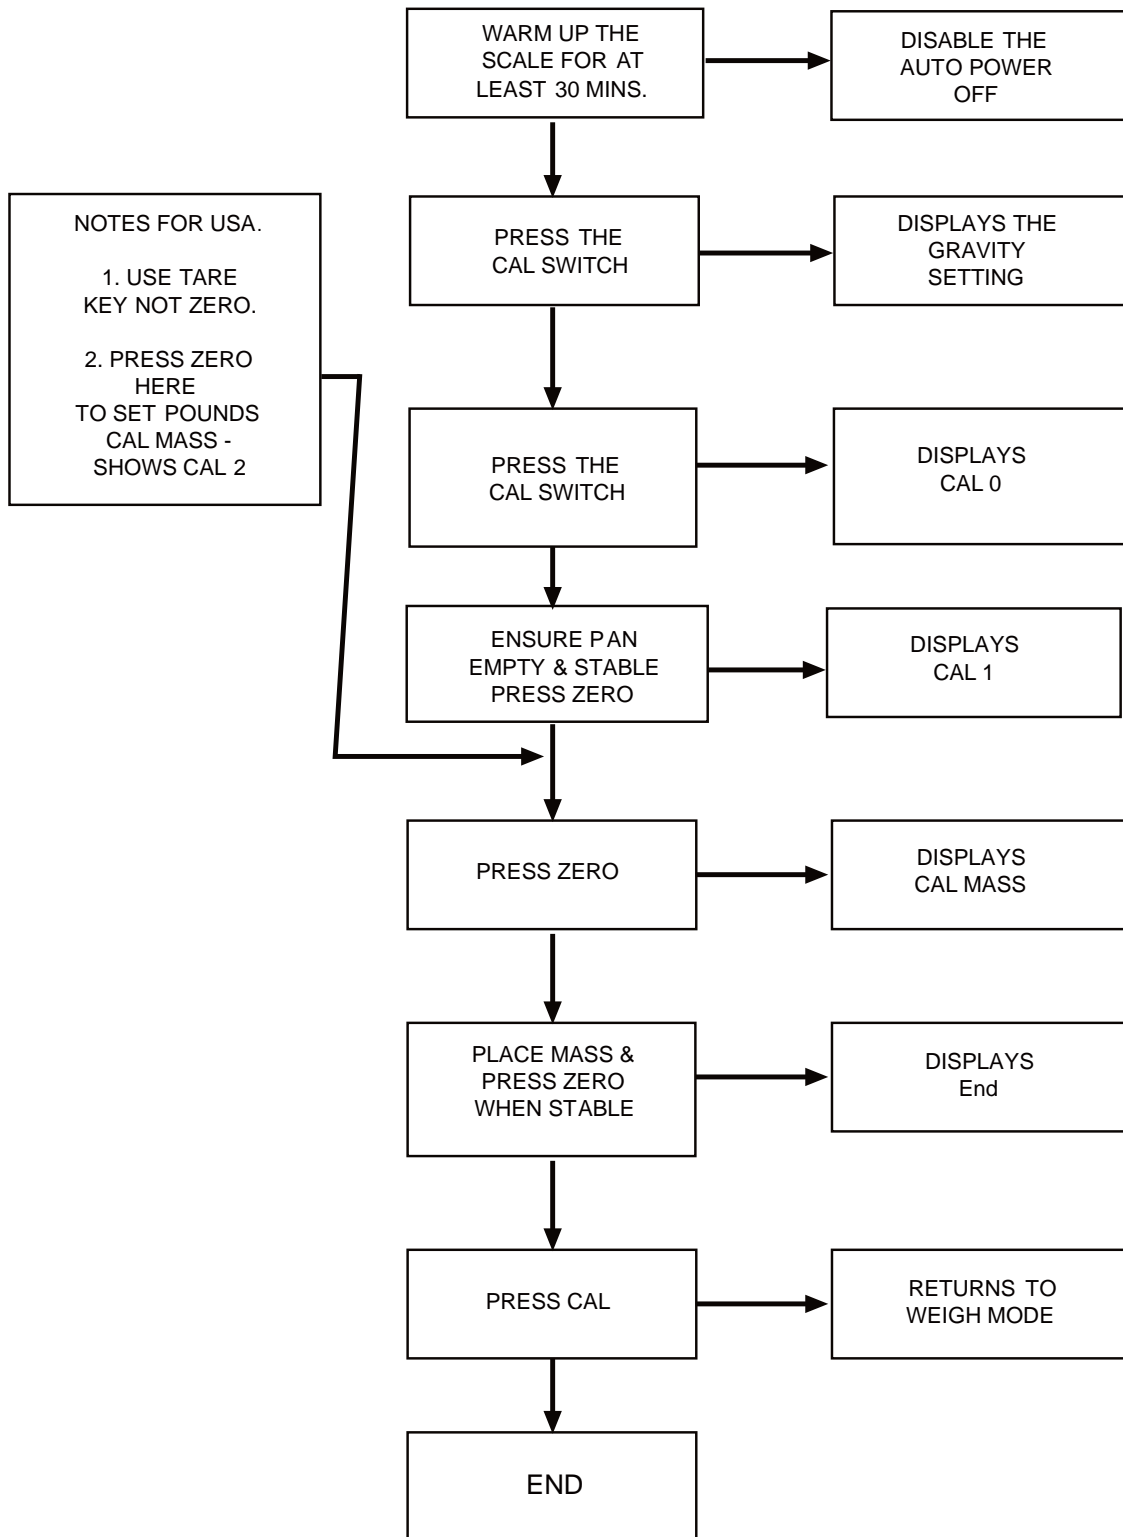 WARM UP THE
SCALE FOR AT
LEAST 30 MINS.
DISABLE THE
AUTO POWER
OFF
NOTES FOR USA.
1. USE TARE
KEY NOT ZERO.
2. PRESS ZERO
HERE
TO SET POUNDS
CAL MASS -
SHOWS CAL 2
PRESS THE
CAL SWITCH
DISPLAYS THE
GRAVITY
SETTING
PRESS THE
CAL SWITCH
DISPLAYS
CAL 0
ENSURE PAN
EMPTY & STABLE
PRESS ZERO
DISPLAYS
CAL 1
PRESS ZERO
DISPLAYS
CAL MASS
PLACE MASS &
PRESS ZERO
WHEN STABLE
DISPLAYS
End
PRESS CAL
RETURNS TO
WEIGH MODE
END